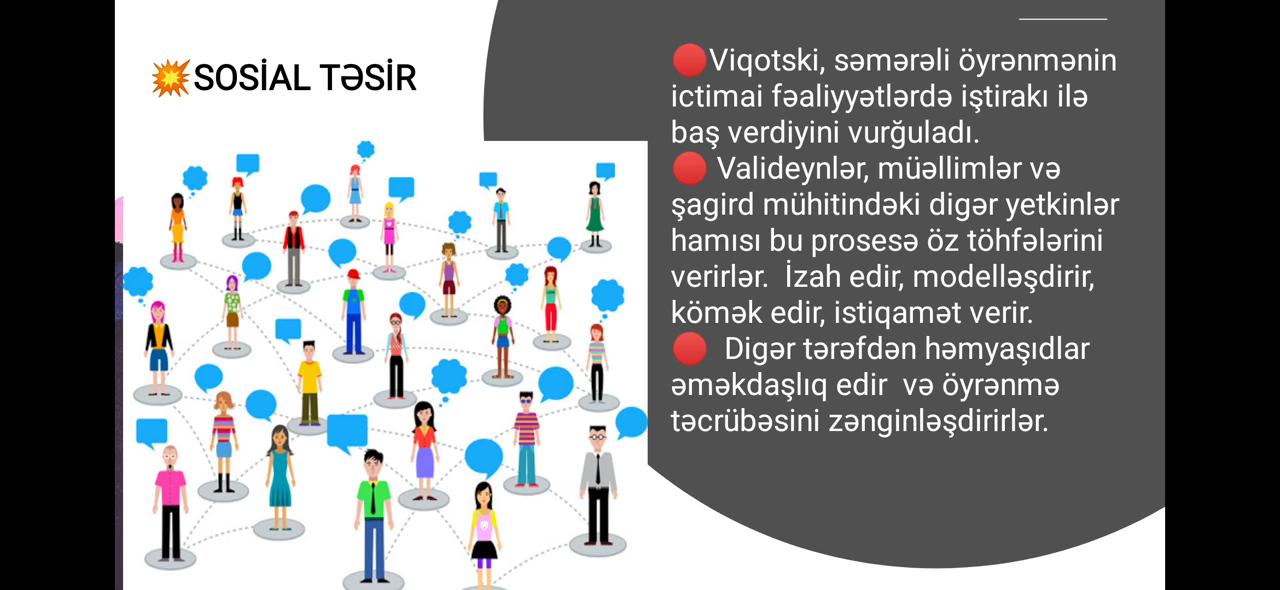 💥SOSİAL TƏSİR
🔴Viqotski, səmərəli öyrənmənin
ictimai fəaliyyətlərdə iştirakı ilə
baş verdiyini vurğuladı.
🔴 Valideynlər, müəllimlər və
şagird mühitindəki digər yetkinlər
hamısı bu prosesə öz töhfələrini
verirlər.  İzah edir, modelləşdirir,
kömək edir, istiqamət verir.
🔴  Digər tərəfdən həmyaşıdlar
əməkdaşlıq edir  və öyrənmə
təcrübəsini zənginləşdirirlər.